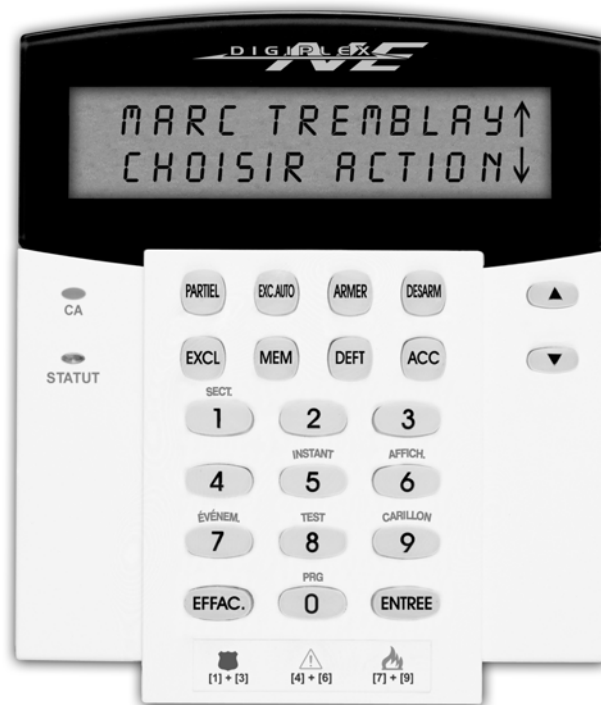 DIGIPLEX
NE
MARC TREMBLAY↑
CHOISIR ACTION↓
CA
STATUT
PARTIEL EXC.AUTO ARMER DESARM ▲
EXCL MEM DEFT ACC ▼
SECT.
1 2 3
INSTANT AFFICH.
4 5 6
ÉVÉNEM. TEST CARILLON
7 8 9
PRG
EFFAC. 0 ENTREE
[1] + [3] [4] + [6] [7] + [9]